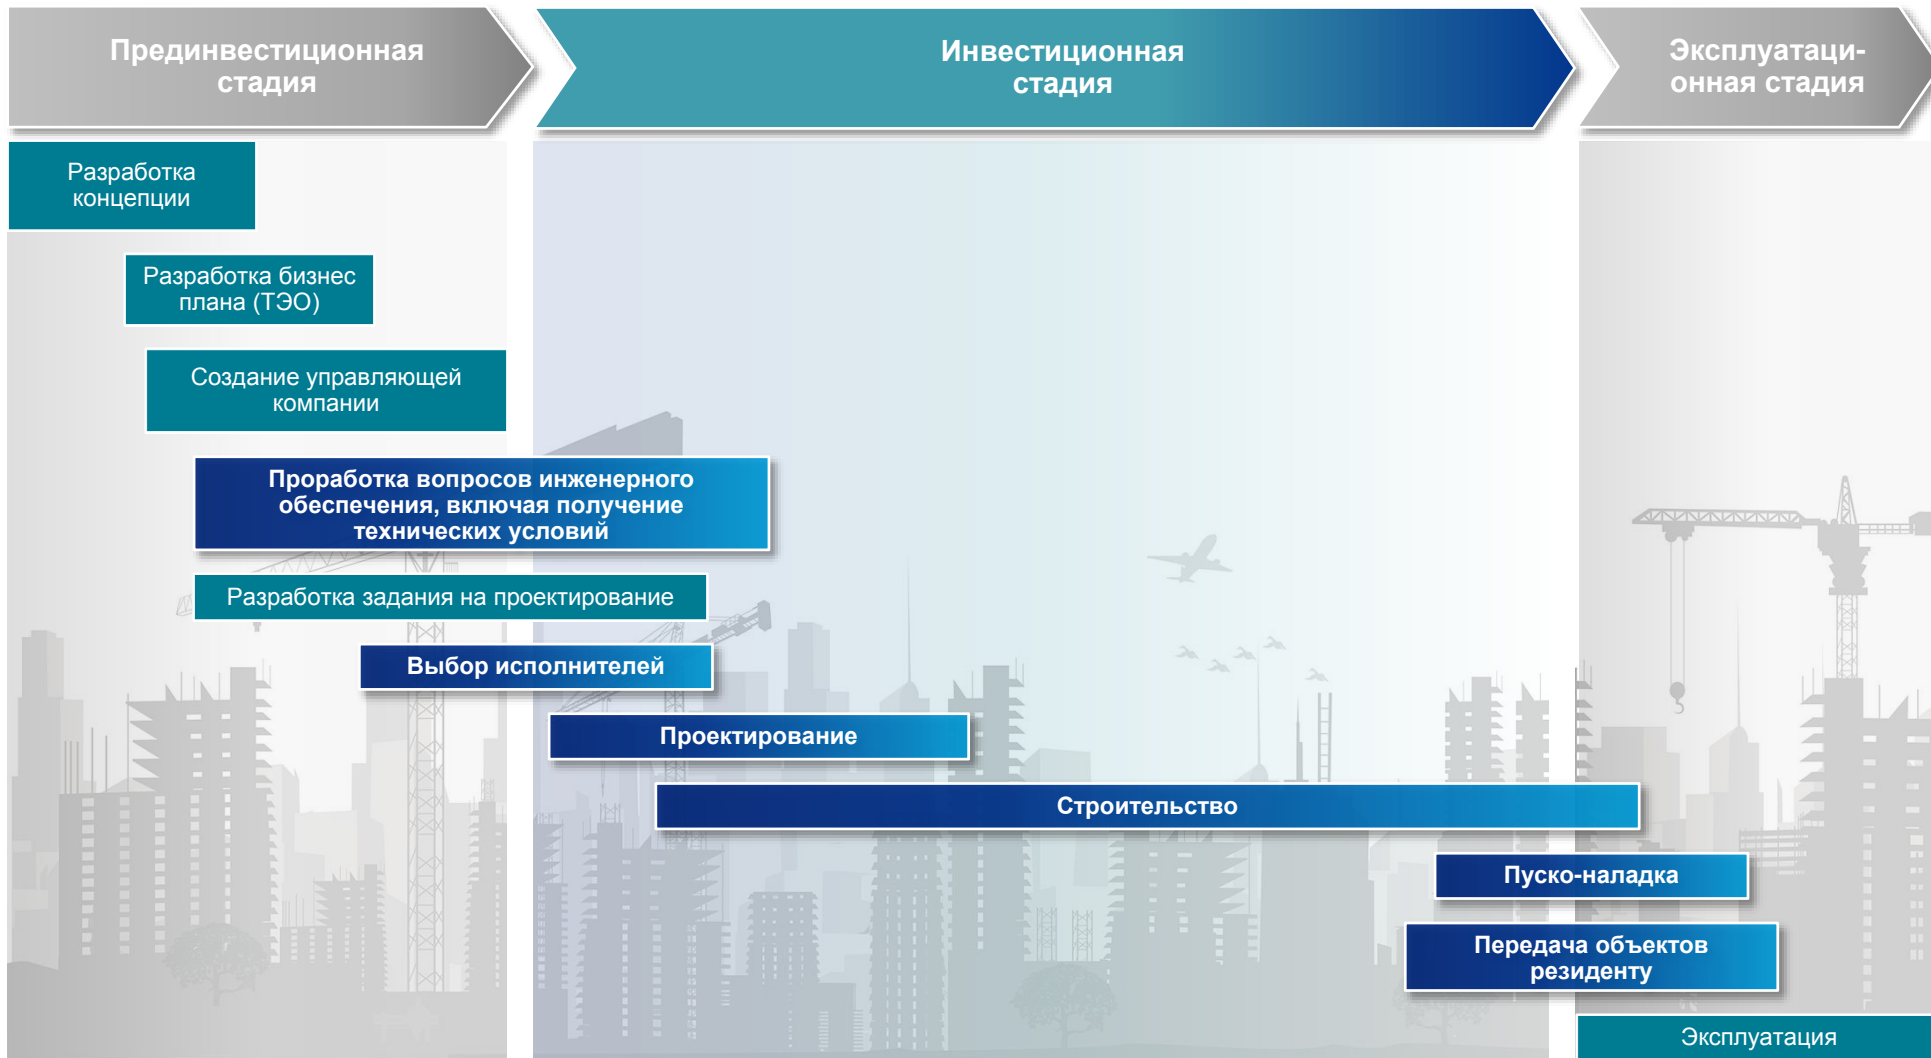 Прединвестиционная
стадия
Инвестиционная
стадия
Эксплуатаци-
онная стадия
Разработка
концепции
Разработка бизнес
плана (ТЭО)
Создание управляющей
компании
Проработка вопросов инженерного
обеспечения, включая получение
технических условий
Разработка задания на проектирование
Выбор исполнителей
Проектирование
Строительство
Пуско-наладка
Передача объектов
резиденту
Эксплуатация